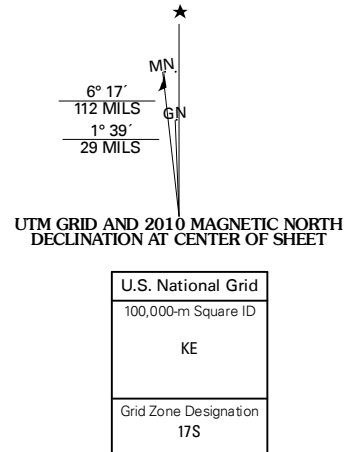 ★
MN.
6° 17´
112 MILS
GN
1° 39´
29 MILS
UTM GRID AND 2010 MAGNETIC NORTH
DECLINATION AT CENTER OF SHEET
U.S. National Grid
100,000-m Square ID
KE
Grid Zone Designation
17S